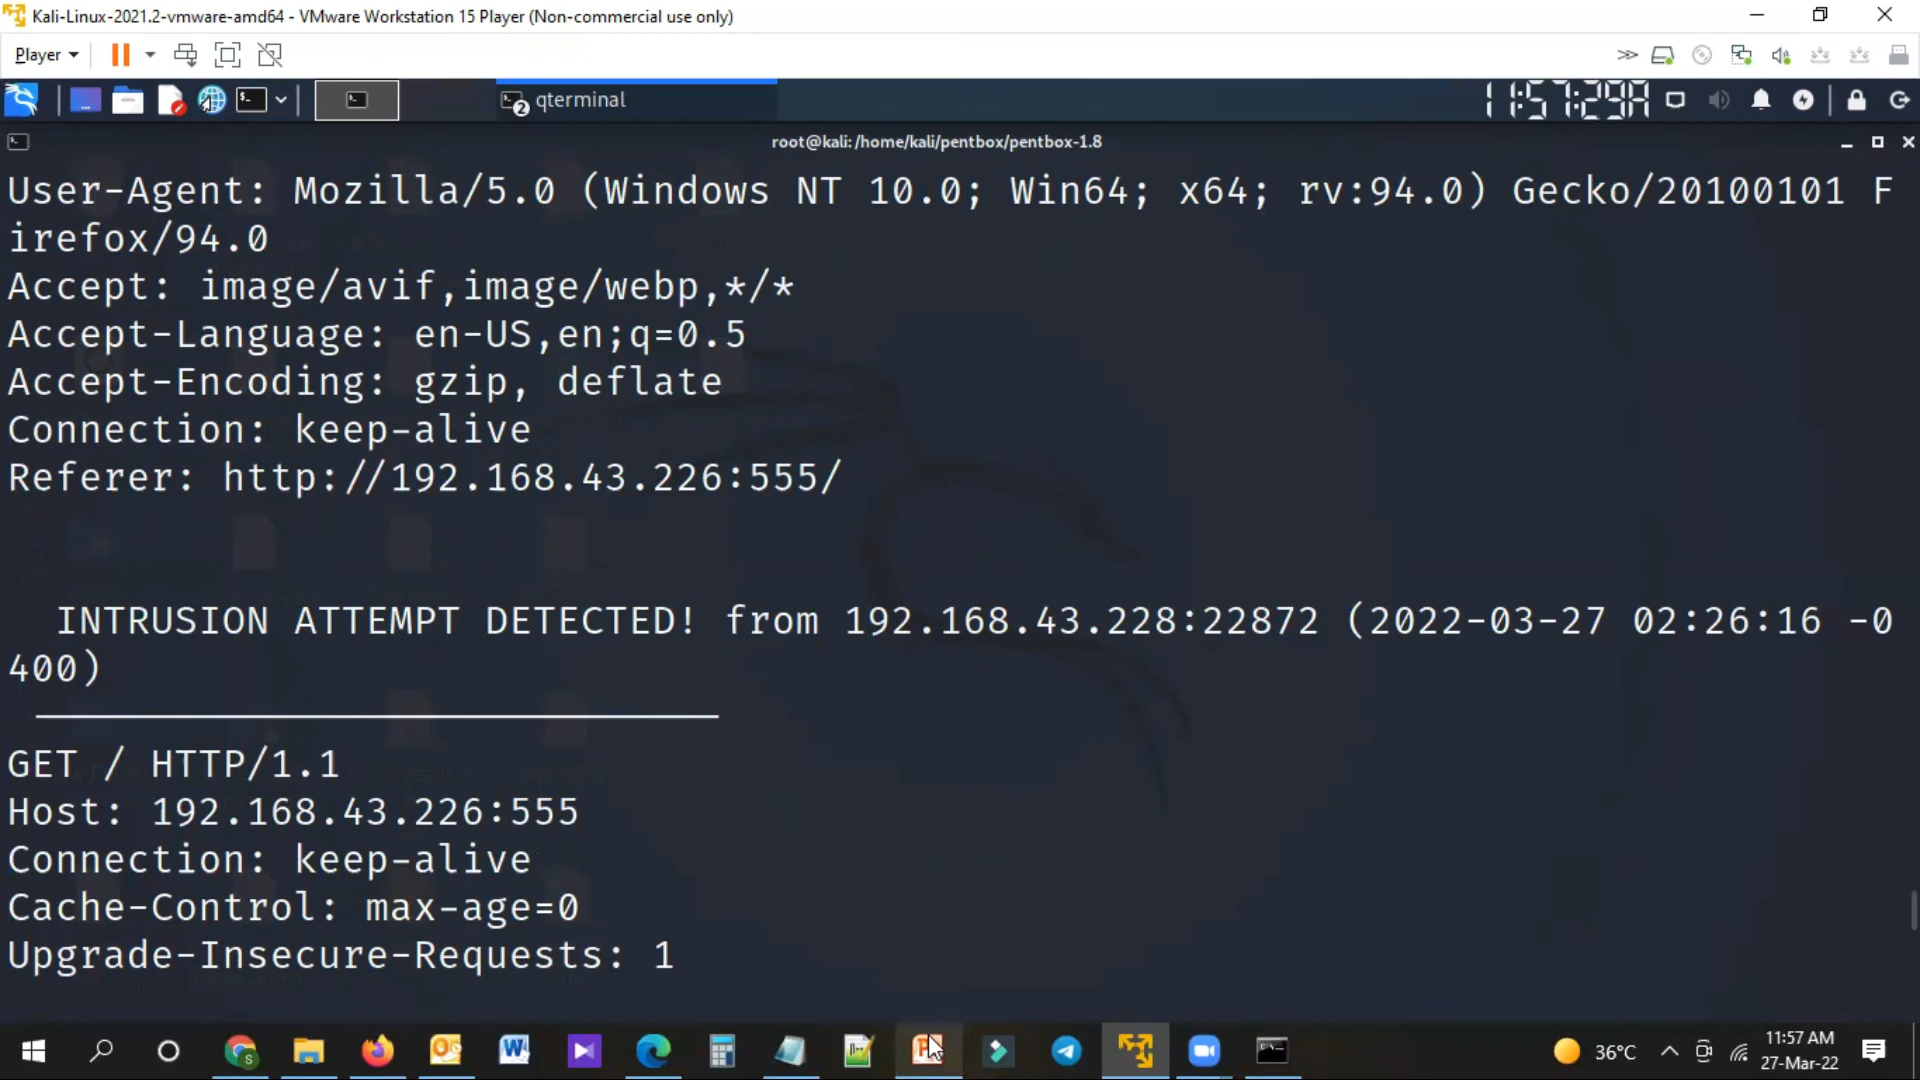 Kali-Linux-2021.2-vmware-amd64 - VMware Workstation 15 Player (Non-commercial use only)
Player
qterminal
2
11:57:29A
root@kali: /home/kali/pentbox/pentbox-1.8
User-Agent: Mozilla/5.0 (Windows NT 10.0; Win64; x64; rv:94.0) Gecko/20100101 F
irefox/94.0
Accept: image/avif,image/webp,*/*
Accept-Language: en-US,en;q=0.5
Accept-Encoding: gzip, deflate
Connection: keep-alive
Referer: http://192.168.43.226:555/
INTRUSION ATTEMPT DETECTED! from 192.168.43.228:22872 (2022-03-27 02:26:16 -0
400)
GET / HTTP/1.1
Host: 192.168.43.226:555
Connection: keep-alive
Cache-Control: max-age=0
Upgrade-Insecure-Requests: 1
36°C
11:57 AM
27-Mar-22